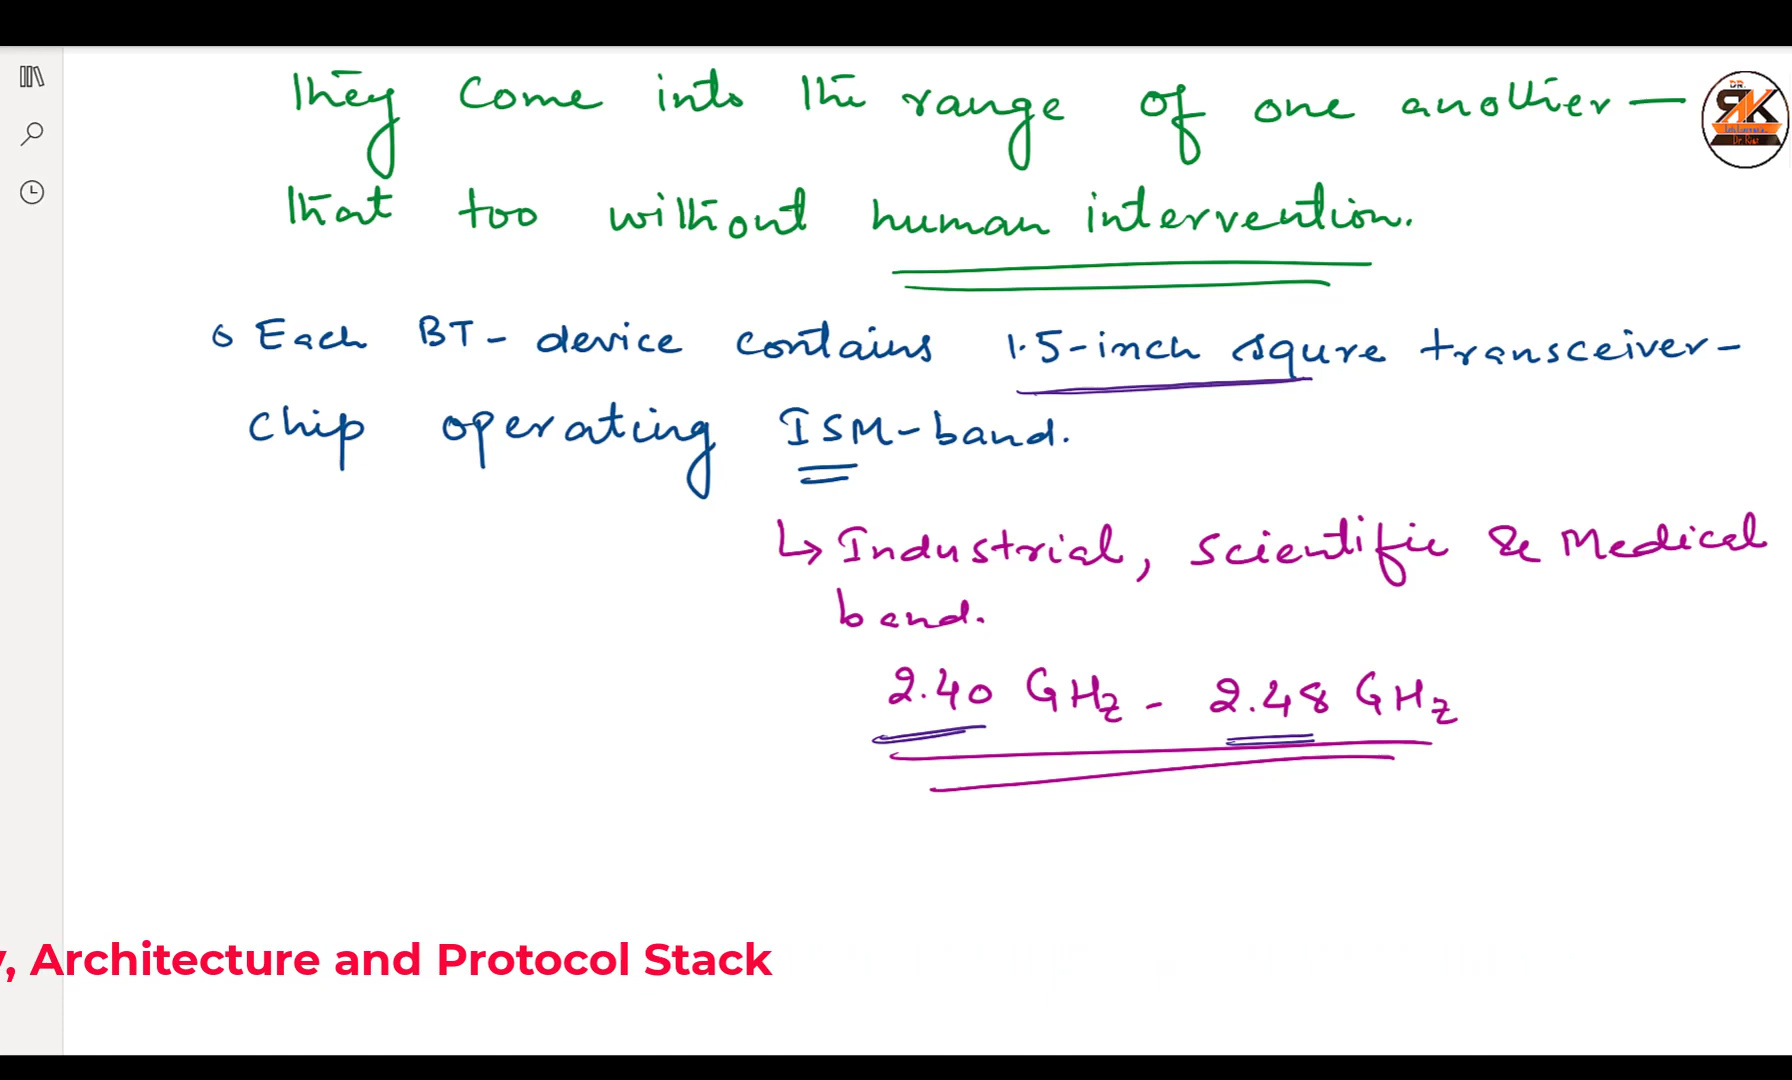 they come into the range of one another -
that too without human intervention.
Each BT- device contains 1.5-inch squre transceiver-
chip operating ISM-band.
↳ Industrial, Scientific & Medical
band.
2.40 GHz - 2.48 GHz
, Architecture and Protocol Stack
DR.
RK